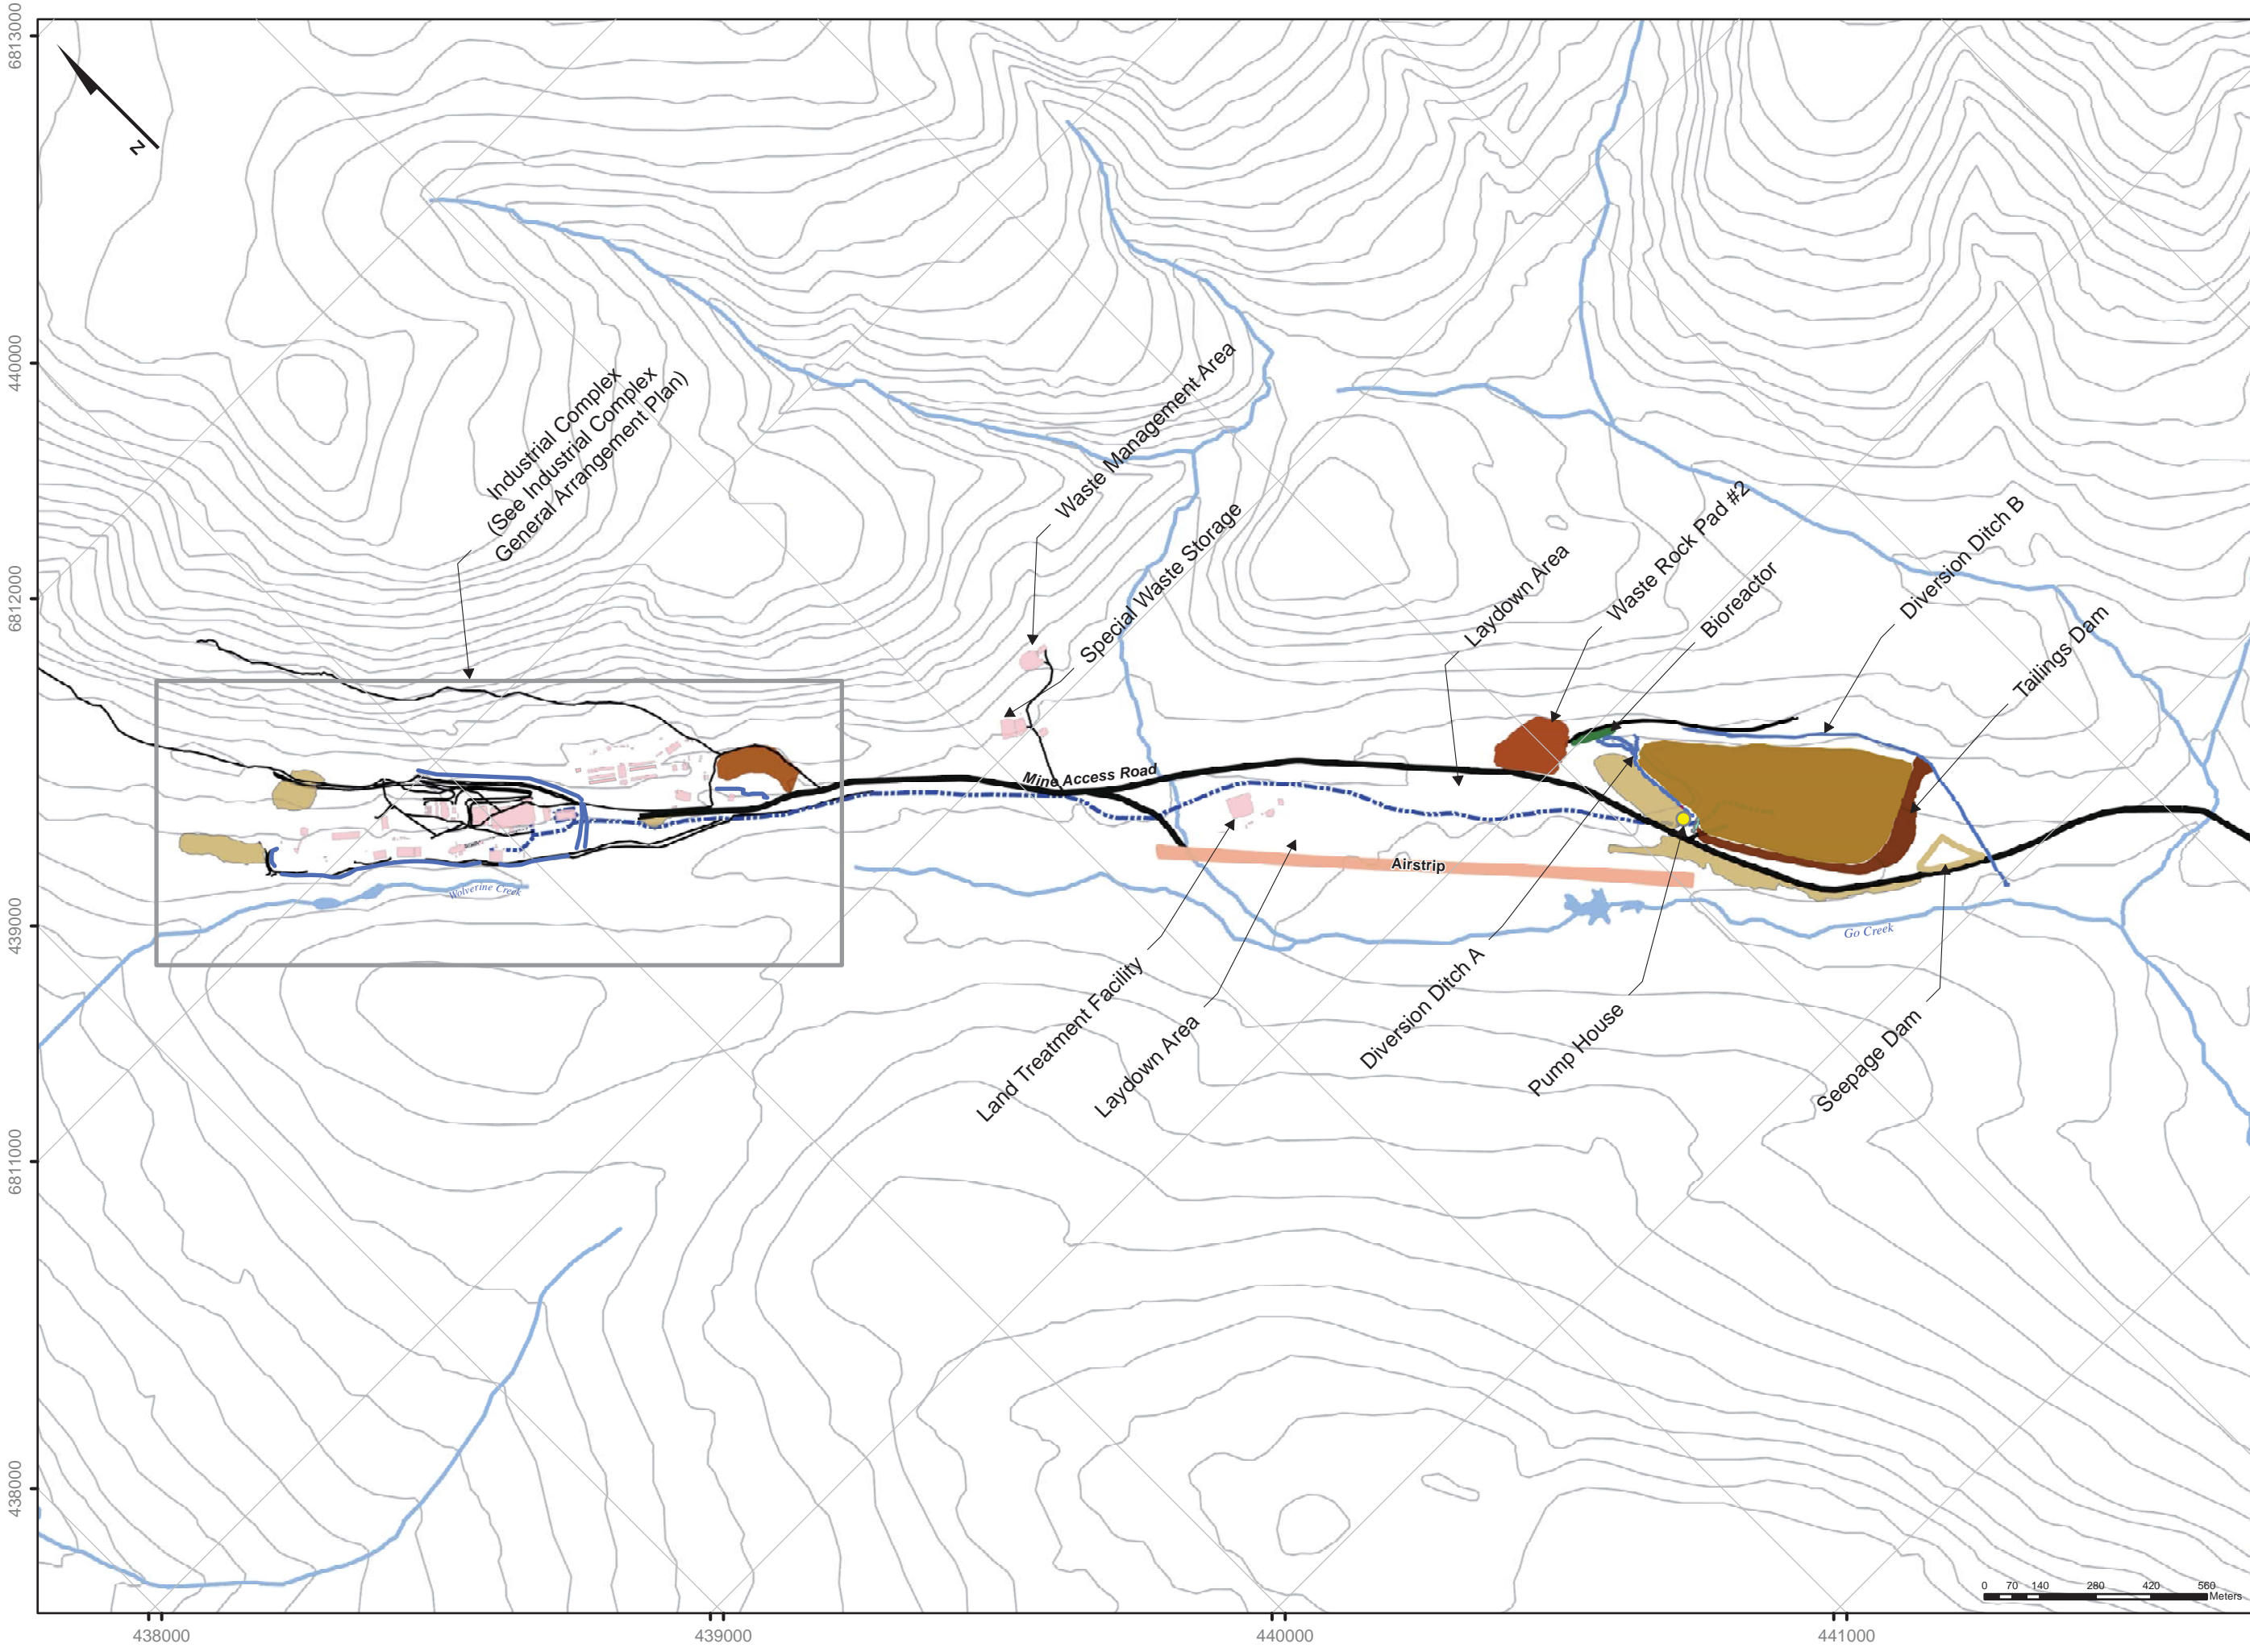 6813000
N
Industrial Complex
(See Industrial Complex
General Arrangement Plan)
Waste Management Area
440000
Special Waste Storage
Waste Rock Pad #2
Laydown Area
Bioreactor
Diversion Ditch B
Tailings Dam
6812000
Mine Access Road
Airstrip
Wolverine Creek
Go Creek
439000
Land Treatment Facility
Laydown Area
Diversion Ditch A
Pump House
Seepage Dam
6811000
438000
0 70 140 280 420 560
Meters
438000 439000 440000 441000